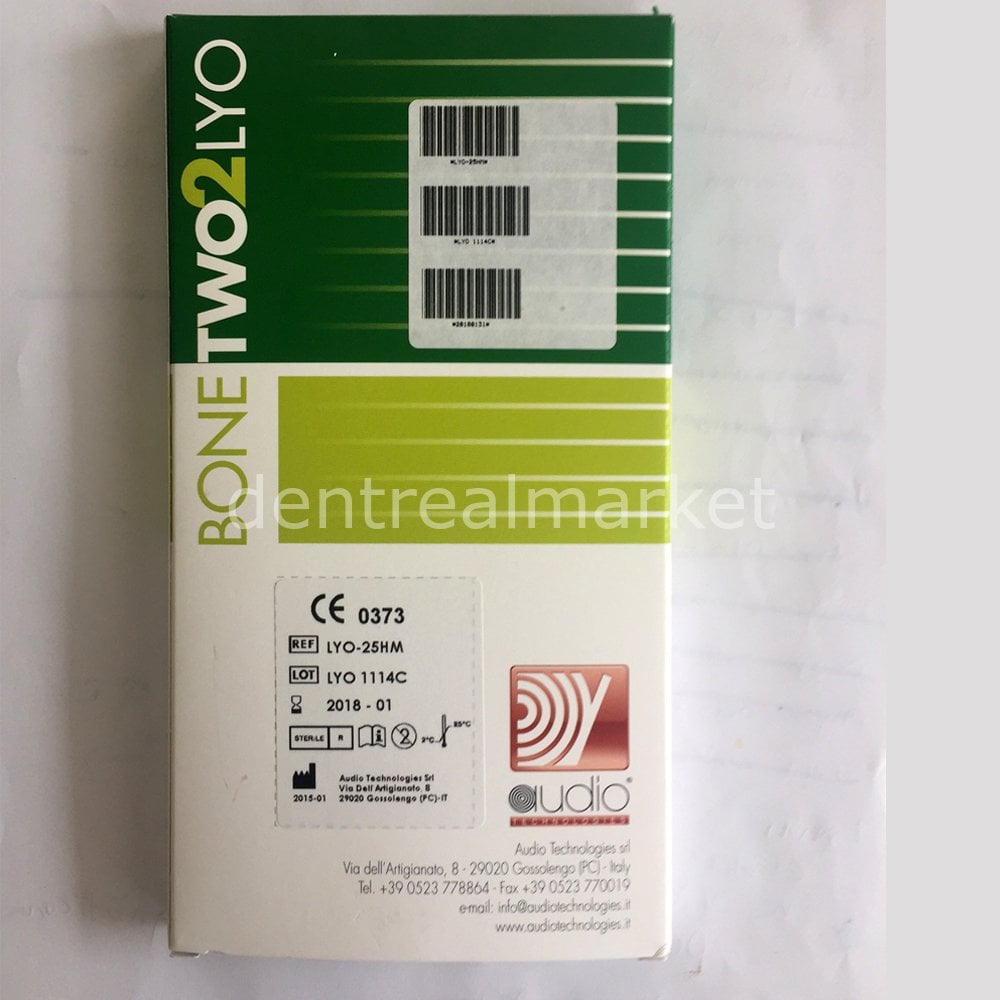 BONE TWO2LYO
*LYO-25HM*
*LYO 1114C*
*20180131*
dentrealmarket
CE 0373
REF LYO-25HM
LOT LYO 1114C
2018 - 01
STERILE R 2 2°C 25°C
2015-01
Audio Technologies Srl
Via Dell'Artigianato, 8
29020 Gossolengo (PC)-IT
audio®
TECHNOLOGIES
Audio Technologies srl
Via dell'Artigianato, 8 - 29020 Gossolengo (PC) - Italy
Tel. +39 0523 778864 - Fax +39 0523 770019
e-mail: info@audiotechnologies.it
www.audiotechnologies.it